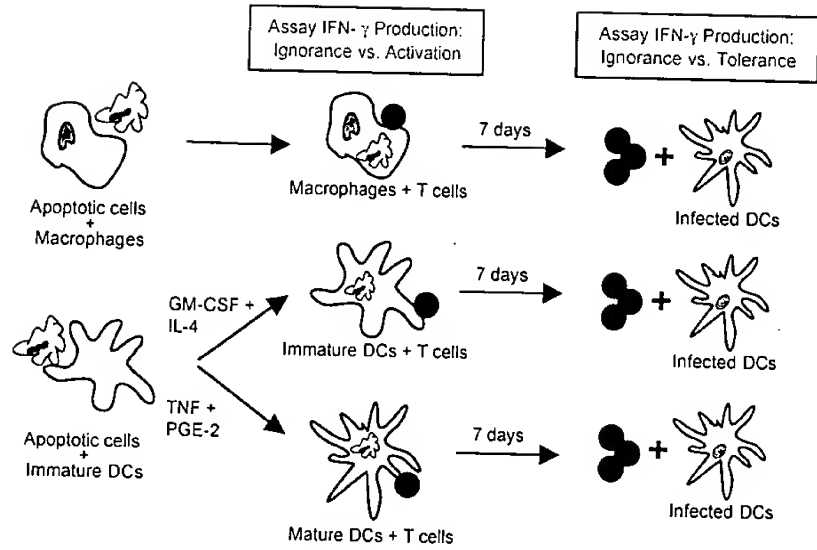 Assay IFN- γ Production:
Ignorance vs. Activation
Assay IFN-γ Production:
Ignorance vs. Tolerance
7 days
Apoptotic cells
+
Macrophages
Macrophages + T cells
+
Infected DCs
GM-CSF +
IL-4
7 days
Immature DCs + T cells
+
Infected DCs
TNF +
PGE-2
Apoptotic cells
+
Immature DCs
7 days
Mature DCs + T cells
+
Infected DCs